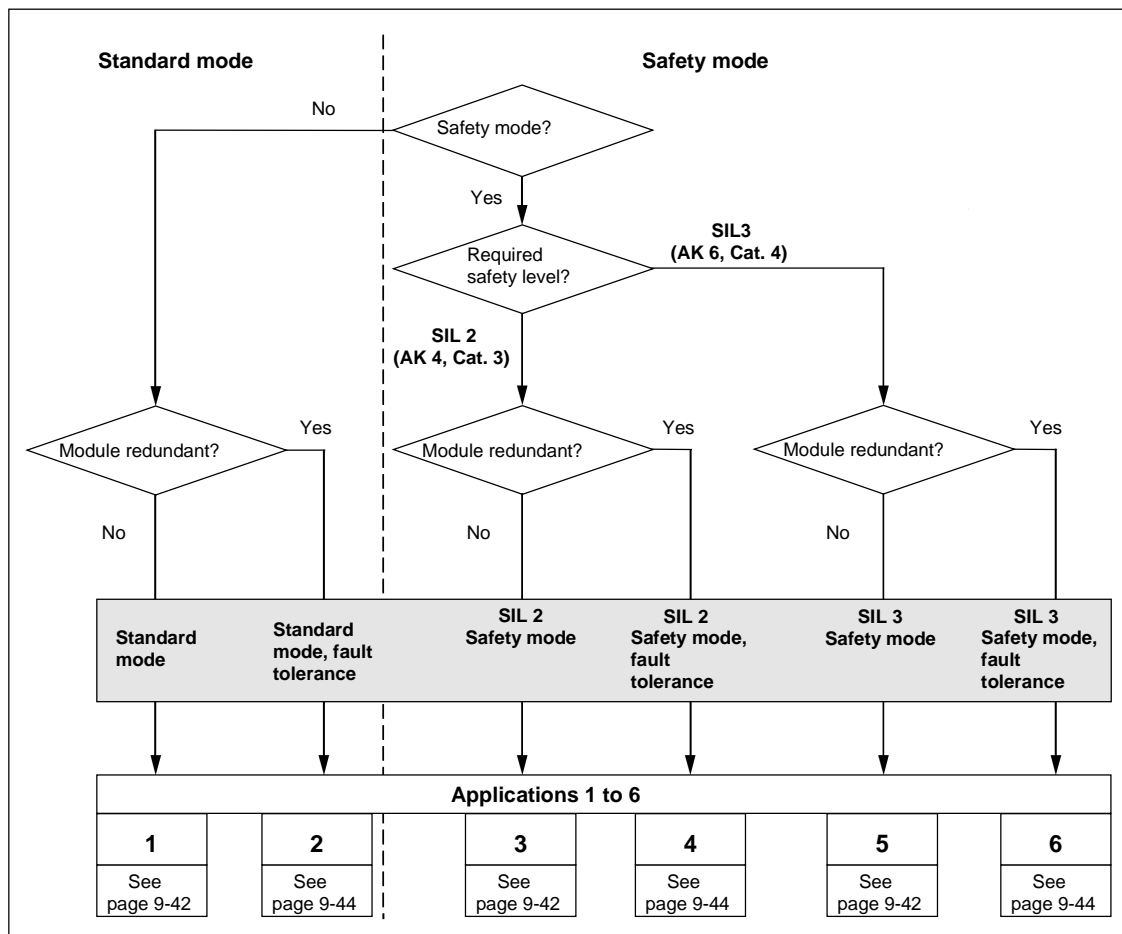 Standard mode
Safety mode
No
Safety mode?
Yes
SIL3
(AK 6, Cat. 4)
Required
safety level?
SIL 2
(AK 4, Cat. 3)
Module redundant?
Yes
Module redundant?
Yes
Module redundant?
Yes
No
No
No
Standard
mode
Standard
mode, fault
tolerance
SIL 2
Safety mode
SIL 2
Safety mode,
fault
tolerance
SIL 3
Safety mode
SIL 3
Safety mode,
fault
tolerance
Applications 1 to 6
1
2
3
4
5
6
See
page 9-42
See
page 9-44
See
page 9-42
See
page 9-44
See
page 9-42
See
page 9-44